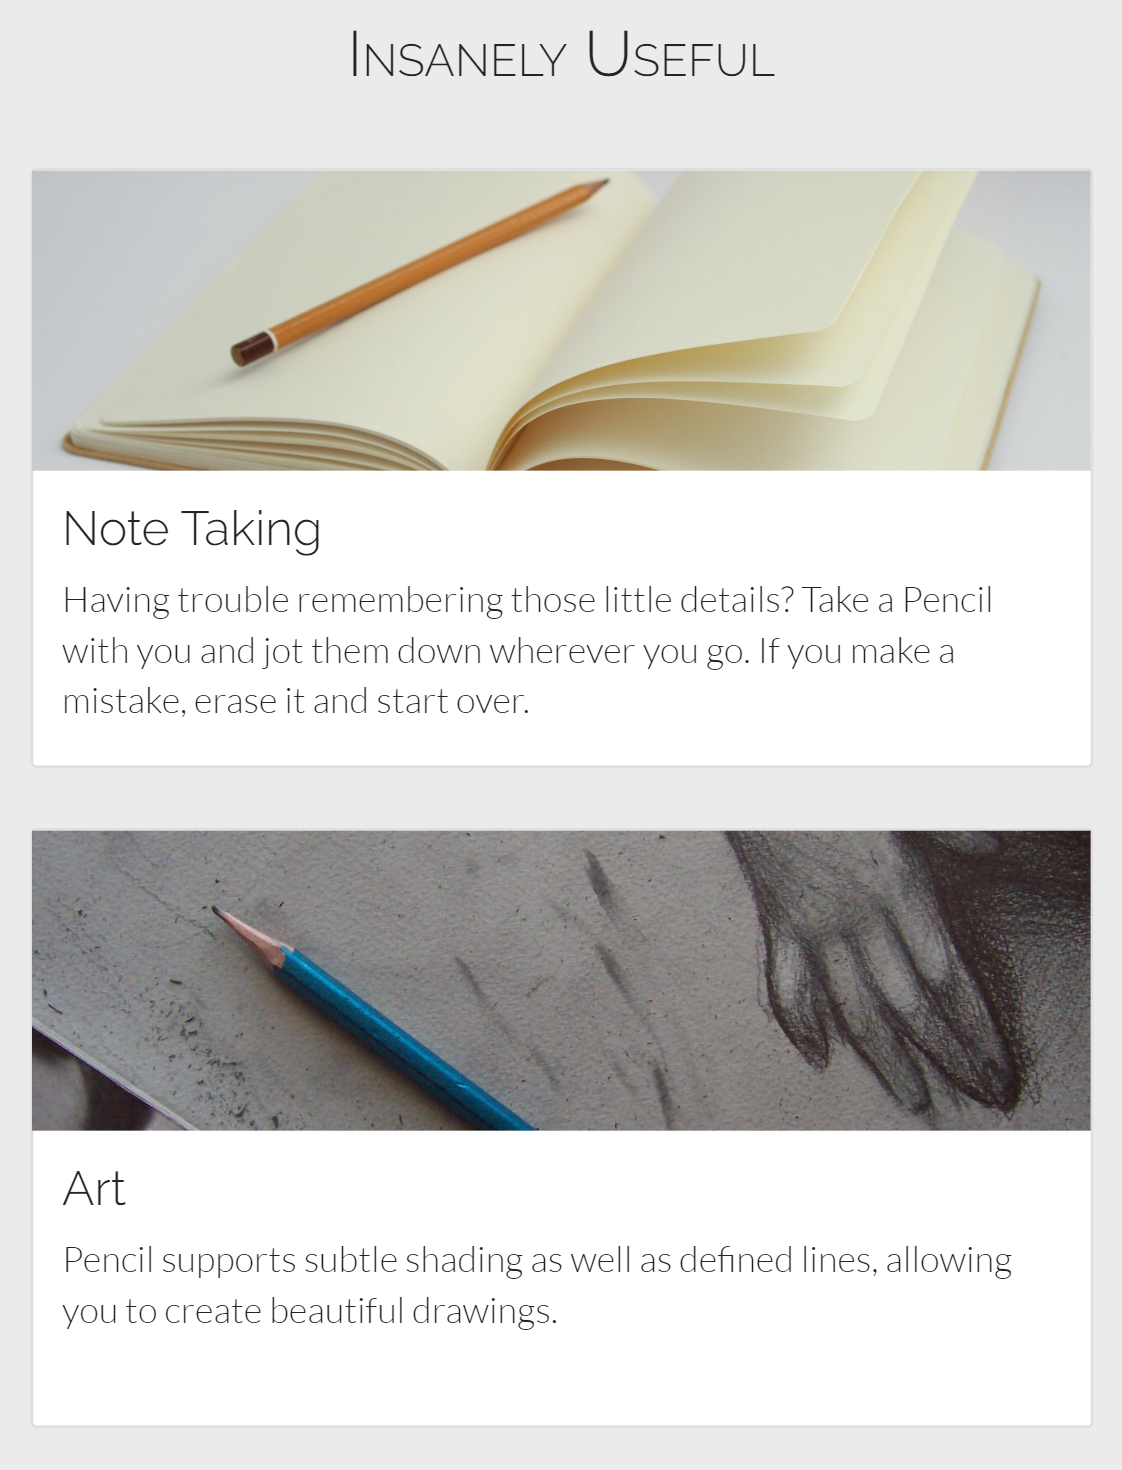 Insanely Useful
Note Taking
Having trouble remembering those little details? Take a Pencil
with you and jot them down wherever you go. If you make a
mistake, erase it and start over.
Art
Pencil supports subtle shading as well as defined lines, allowing
you to create beautiful drawings.